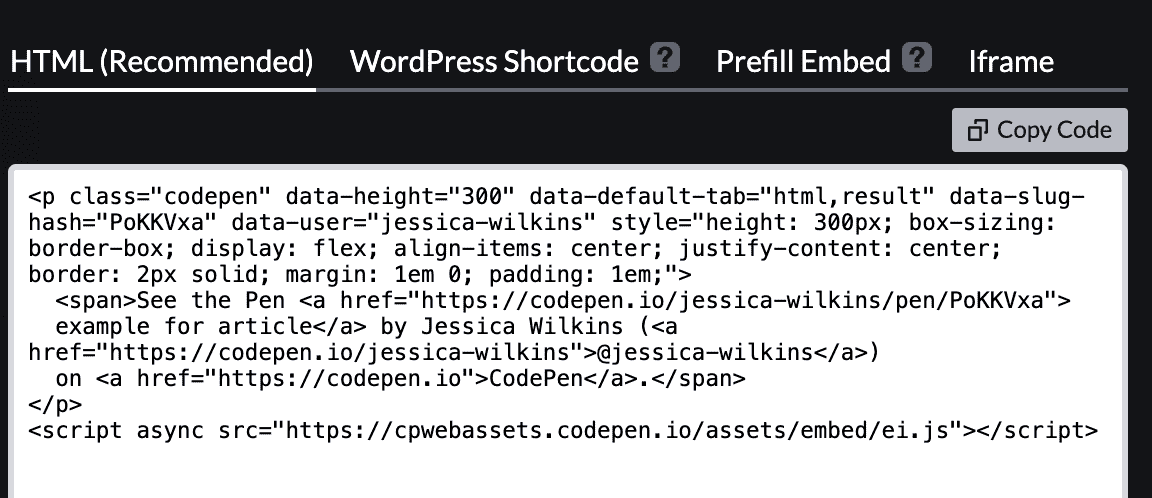 HTML (Recommended) WordPress Shortcode ? Prefill Embed ? Iframe
Copy Code
<p class="codepen" data-height="300" data-default-tab="html,result" data-slug-
hash="PoKKVxa" data-user="jessica-wilkins" style="height: 300px; box-sizing:
border-box; display: flex; align-items: center; justify-content: center;
border: 2px solid; margin: 1em 0; padding: 1em;">
  <span>See the Pen <a href="https://codepen.io/jessica-wilkins/pen/PoKKVxa">
  example for article</a> by Jessica Wilkins (<a
href="https://codepen.io/jessica-wilkins">@jessica-wilkins</a>)
  on <a href="https://codepen.io">CodePen</a>.</span>
</p>
<script async src="https://cpwebassets.codepen.io/assets/embed/ei.js"></script>